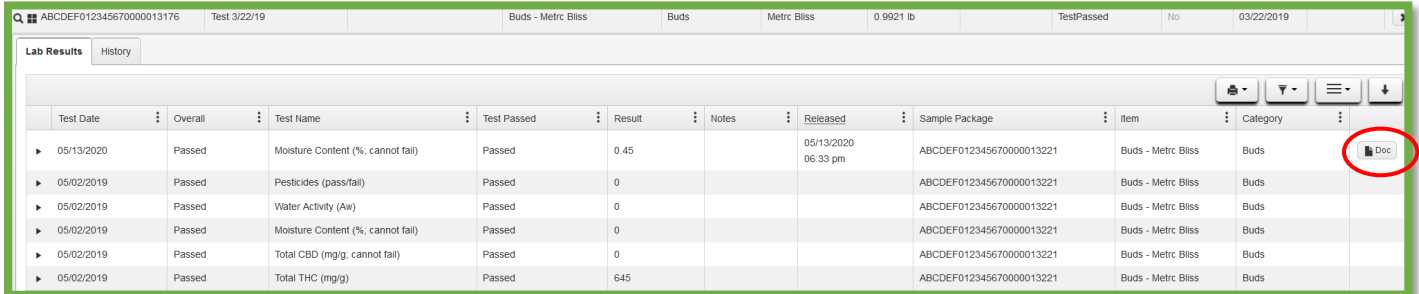 ABCDEF012345670000013176 Test 3/22/19 Buds - Metrc Bliss Buds Metrc Bliss 0.9921 lb TestPassed No 03/22/2019
Lab Results History
Test Date Overall Test Name Test Passed Result Notes Released Sample Package Item Category
05/13/2020 Passed Moisture Content (%; cannot fail) Passed 0.45 05/13/2020 06:33 pm ABCDEF012345670000013221 Buds - Metrc Bliss Buds Doc
05/02/2019 Passed Pesticides (pass/fail) Passed 0 ABCDEF012345670000013221 Buds - Metrc Bliss Buds
05/02/2019 Passed Water Activity (Aw) Passed 0 ABCDEF012345670000013221 Buds - Metrc Bliss Buds
05/02/2019 Passed Moisture Content (%; cannot fail) Passed 0 ABCDEF012345670000013221 Buds - Metrc Bliss Buds
05/02/2019 Passed Total CBD (mg/g; cannot fail) Passed 0 ABCDEF012345670000013221 Buds - Metrc Bliss Buds
05/02/2019 Passed Total THC (mg/g) Passed 645 ABCDEF012345670000013221 Buds - Metrc Bliss Buds